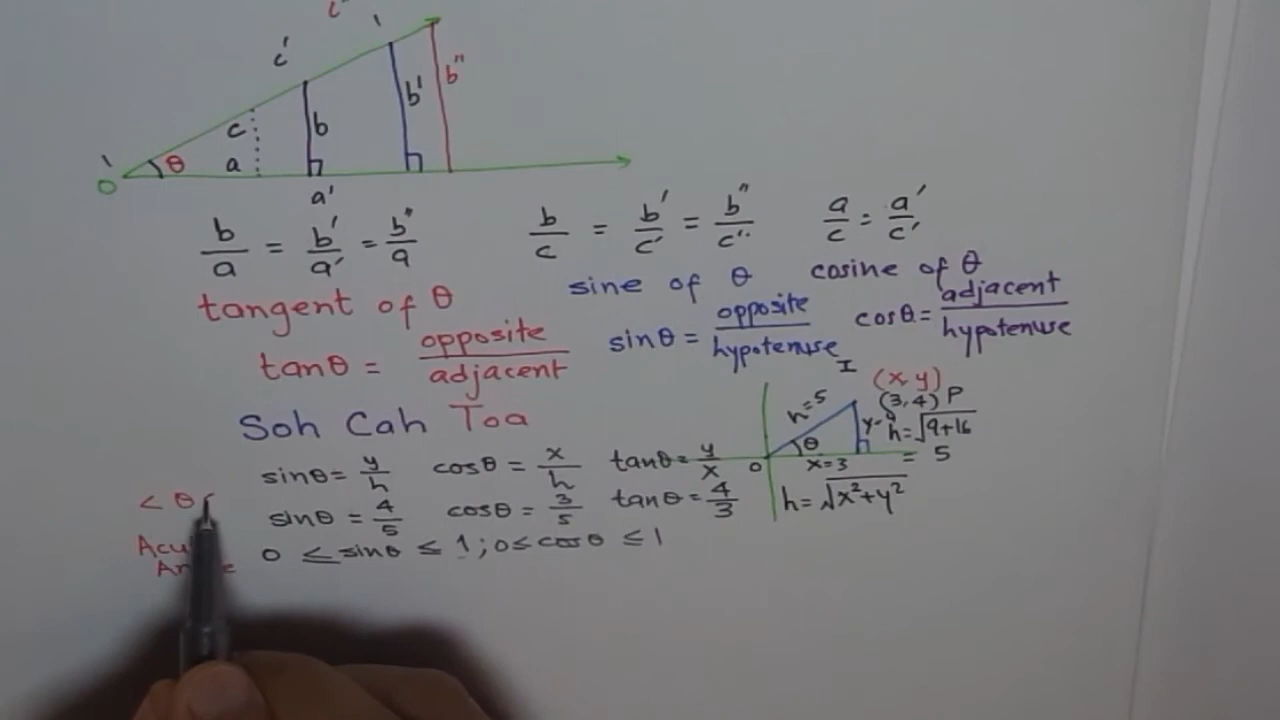 c"
c'
b"
b'
c
b
θ
a
O
a'
b/a = b'/a' = b"/a
b/c = b'/c' = b"/c"
a/c = a'/c'
tangent of θ
sine of θ
cosine of θ
tanθ = opposite/adjacent
sinθ = opposite/hypotenuse
cosθ = adjacent/hypotenuse
Soh Cah Toa
I
(x, y)
(3,4) P
h=5
θ
h=√9+16
O
x=3
= 5
h=√x²+y²
sinθ = y/h cosθ = x/h tanθ = y/x
sinθ = 4/5 cosθ = 3/5 tanθ = 4/3
< θ
0 ≤ sinθ ≤ 1 ; 0 ≤ cosθ ≤ 1